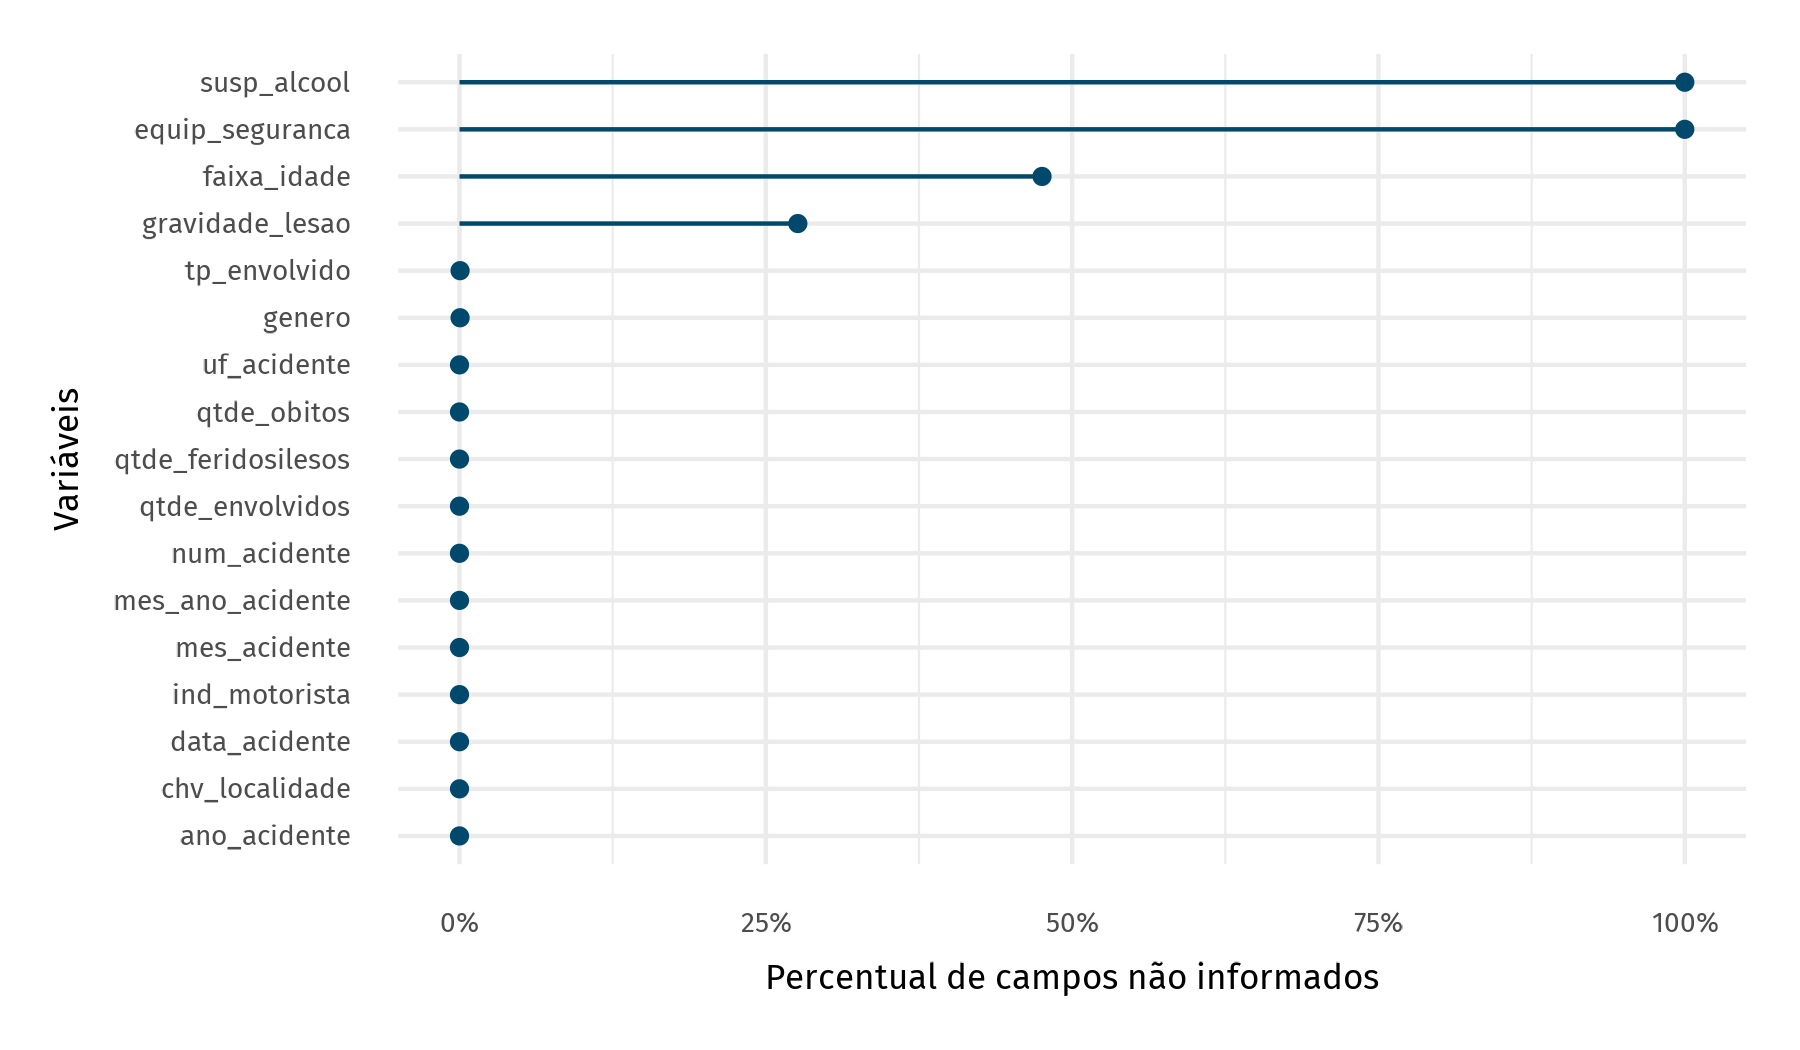 susp_alcool
equip_seguranca
faixa_idade
gravidade_lesao
tp_envolvido
genero
uf_acidente
qtde_obitos
qtde_feridosilesos
qtde_envolvidos
num_acidente
mes_ano_acidente
mes_acidente
ind_motorista
data_acidente
chv_localidade
ano_acidente
Variáveis
0% 25% 50% 75% 100%
Percentual de campos não informados